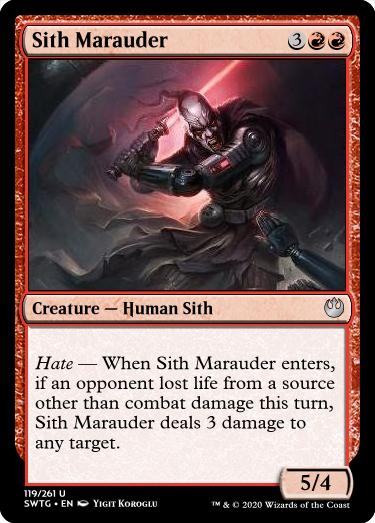 Sith Marauder 3
Creature — Human Sith
Hate — When Sith Marauder enters,
if an opponent lost life from a source
other than combat damage this turn,
Sith Marauder deals 3 damage to
any target.
5/4
119/261 U
SWTG • EN YIGIT KOROGLU
™ & © 2020 Wizards of the Coast